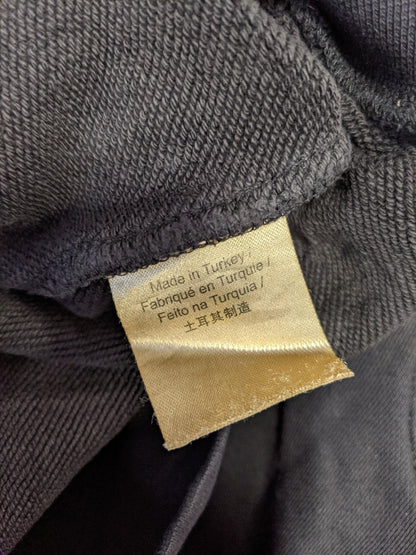 Made in Turkey /
Fabriqué en Turquie /
Feito na Turquia /
土耳其制造